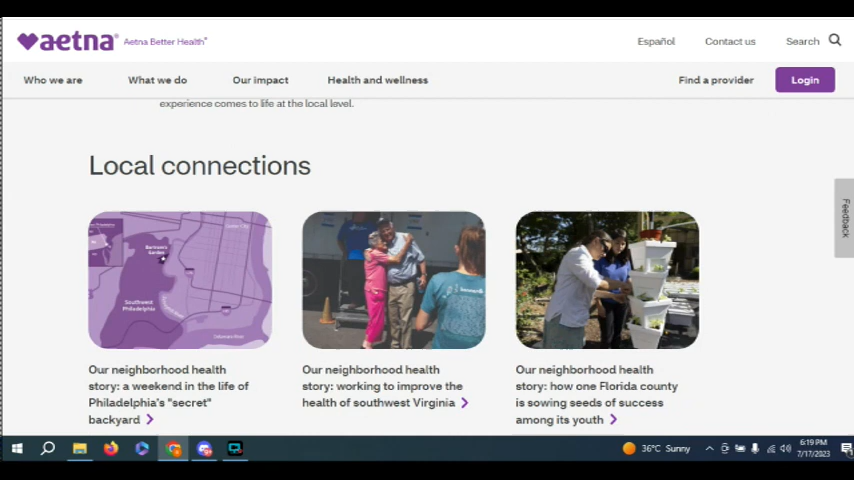 aetna® Aetna Better Health®
Español Contact us Search
Who we are What we do Our impact Health and wellness Find a provider Login
experience comes to life at the local level.
Local connections
Feedback
Bartram's
Garden
Southwest
Philadelphia
Delaware River
Our neighborhood health
story: a weekend in the life of
Philadelphia's "secret"
backyard
Our neighborhood health
story: working to improve the
health of southwest Virginia
Our neighborhood health
story: how one Florida county
is sowing seeds of success
among its youth
36°C Sunny
6:19 PM
7/17/2023